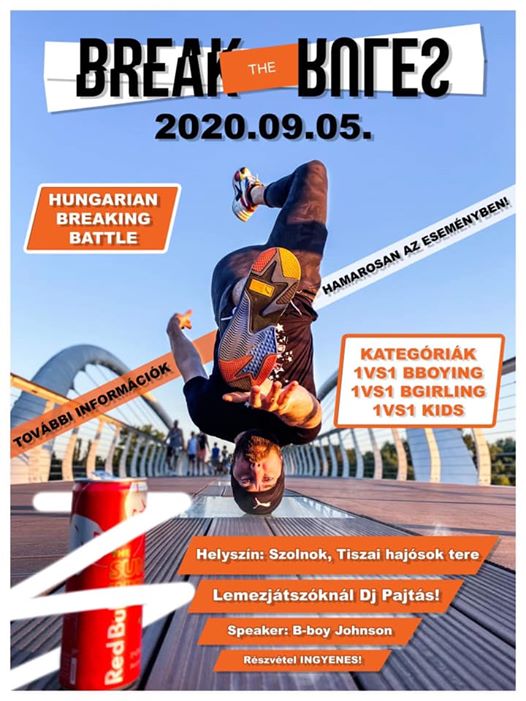 BREAK THE RULES
2020.09.05.
HUNGARIAN
BREAKING
BATTLE
HAMAROSAN AZ ESEMÉNYBEN!
TOVÁBBI INFORMÁCIÓK
KATEGÓRIÁK
1VS1 BBOYING
1VS1 BGIRLING
1VS1 KIDS
Helyszín: Szolnok, Tiszai hajósok tere
Lemezjátszóknál Dj Pajtás!
Speaker: B-boy Johnson
Részvétel INGYENES!
Red Bu